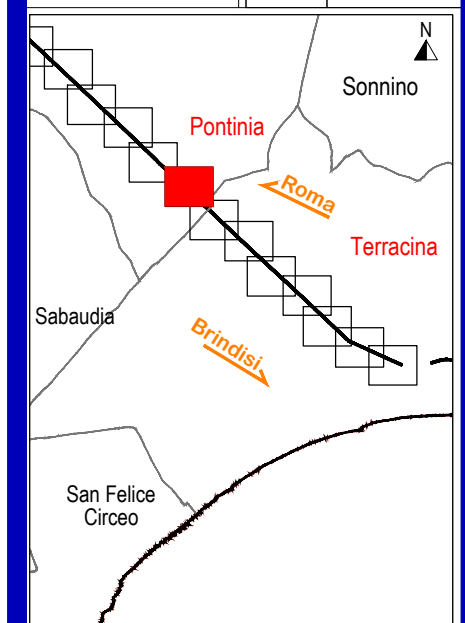 N
Sonnino
Pontinia
Roma
Terracina
Sabaudia
Brindisi
San Felice
Circeo